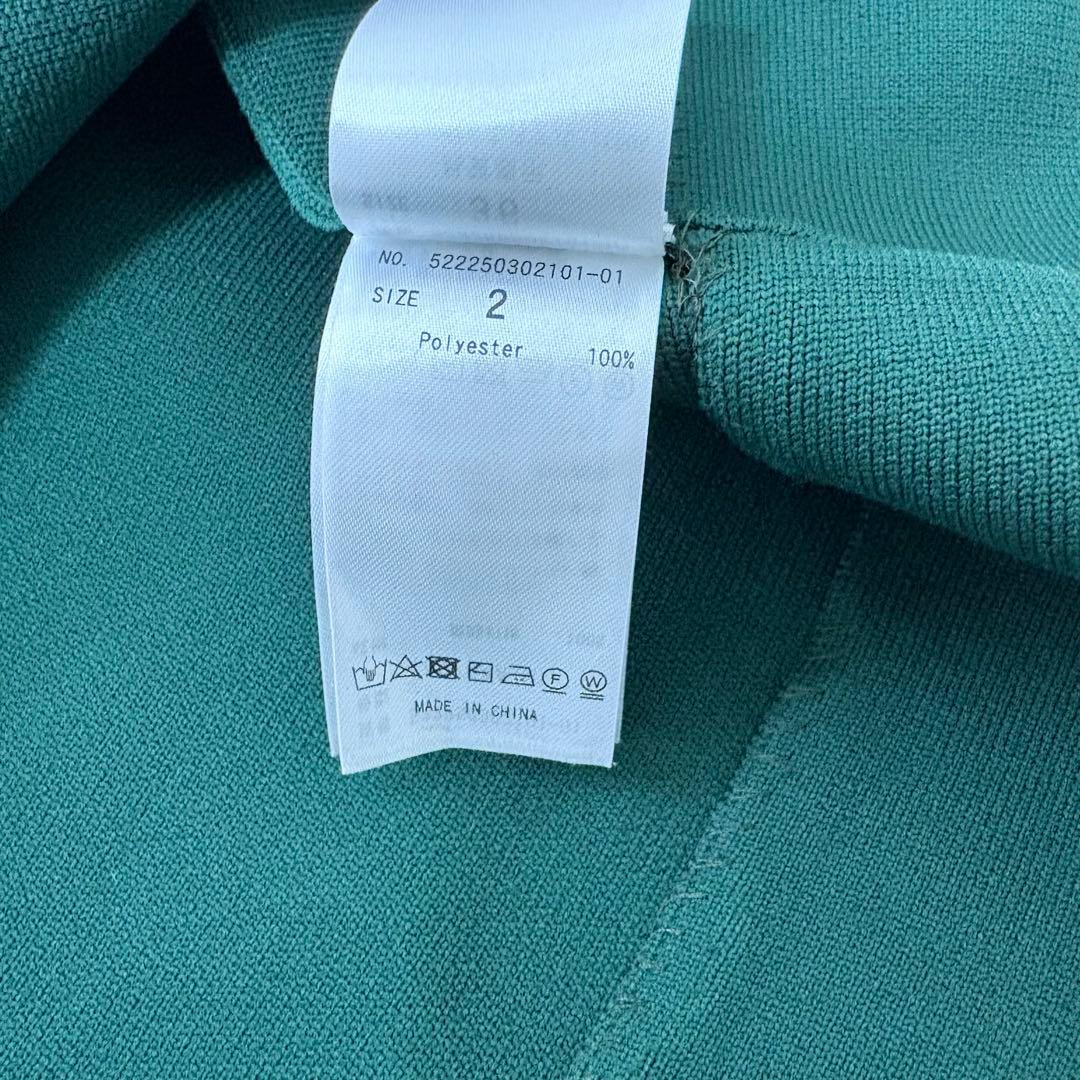 NO. 522250302101-01
SIZE 2
Polyester 100%
F W
MADE IN CHINA